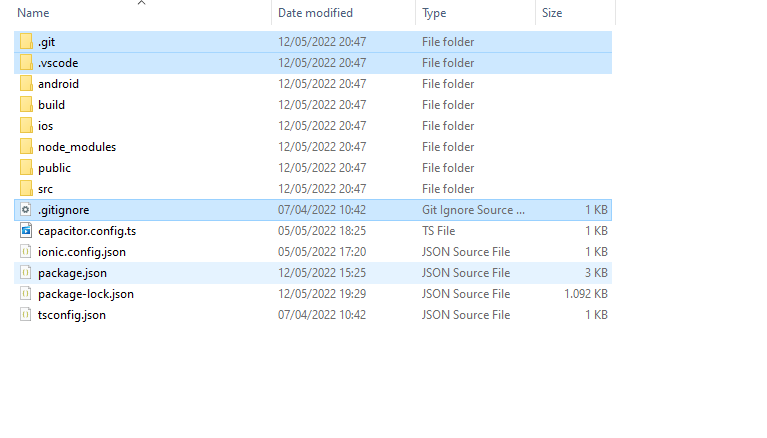 Name Date modified Type Size
.git 12/05/2022 20:47 File folder
.vscode 12/05/2022 20:47 File folder
android 12/05/2022 20:47 File folder
build 12/05/2022 20:47 File folder
ios 12/05/2022 20:47 File folder
node_modules 12/05/2022 20:47 File folder
public 12/05/2022 20:47 File folder
src 12/05/2022 20:47 File folder
.gitignore 07/04/2022 10:42 Git Ignore Source ... 1 KB
capacitor.config.ts 05/05/2022 18:25 TS File 1 KB
ionic.config.json 05/05/2022 17:20 JSON Source File 1 KB
package.json 12/05/2022 15:25 JSON Source File 3 KB
package-lock.json 12/05/2022 19:29 JSON Source File 1.092 KB
tsconfig.json 07/04/2022 10:42 JSON Source File 1 KB